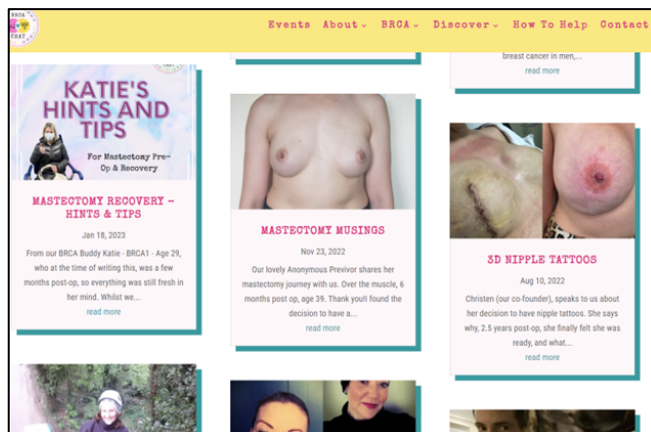 BRCA
CHAT
Events About BRCA Discover How To Help Contact
KATIE'S
HINTS AND
TIPS
For Mastectomy Pre-
Op & Recovery
MASTECTOMY RECOVERY –
HINTS & TIPS
Jan 18, 2023
From our BRCA Buddy Katie - BRCA1 - Age 29,
who at the time of writing this, was a few
months post-op, so everything was still fresh in
her mind. Whilst we...
read more
MASTECTOMY MUSINGS
Nov 23, 2022
Our lovely Anonymous Previvor shares her
mastectomy journey with us. Over the muscle, 6
months post op, age 39. Thank you!I found the
decision to have a...
read more
breast cancer in men,...
read more
3D NIPPLE TATTOOS
Aug 10, 2022
Christen (our co-founder), speaks to us about
her decision to have nipple tattoos. She says
why, 2.5 years post-op, she finally felt she was
ready, and what...
read more